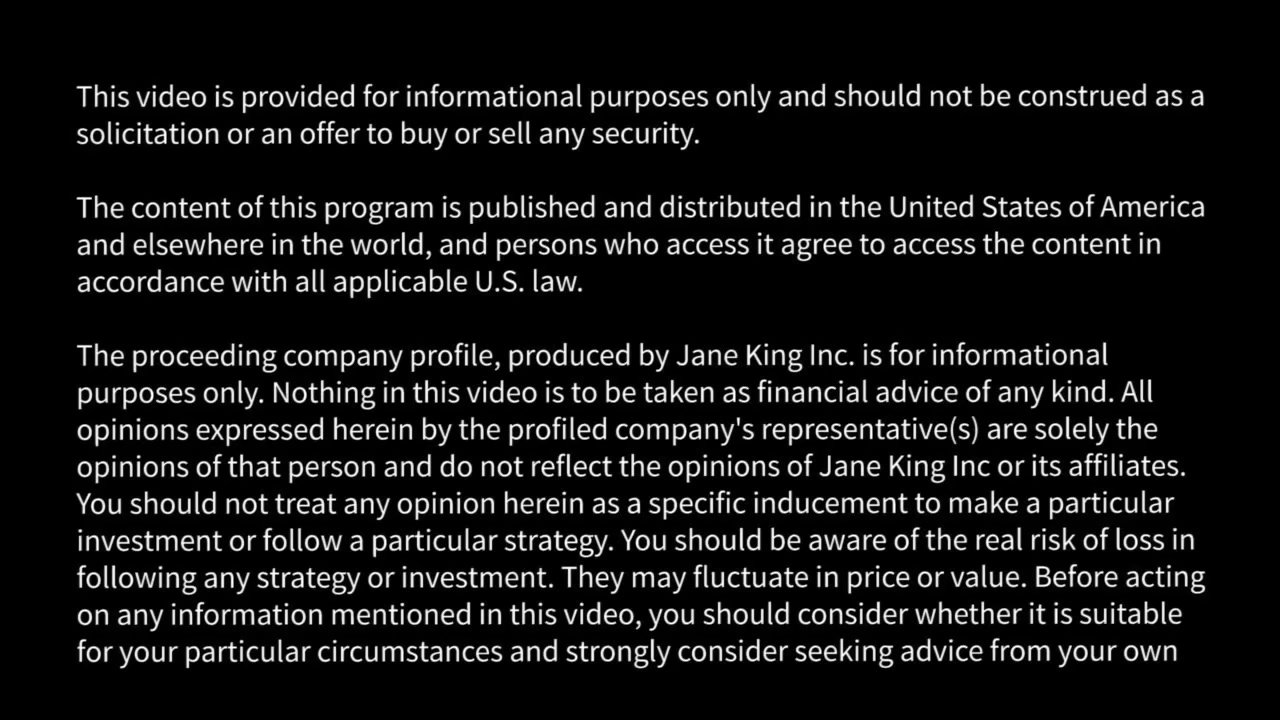 This video is provided for informational purposes only and should not be construed as a
solicitation or an offer to buy or sell any security.
The content of this program is published and distributed in the United States of America
and elsewhere in the world, and persons who access it agree to access the content in
accordance with all applicable U.S. law.
The proceeding company profile, produced by Jane King Inc. is for informational
purposes only. Nothing in this video is to be taken as financial advice of any kind. All
opinions expressed herein by the profiled company's representative(s) are solely the
opinions of that person and do not reflect the opinions of Jane King Inc or its affiliates.
You should not treat any opinion herein as a specific inducement to make a particular
investment or follow a particular strategy. You should be aware of the real risk of loss in
following any strategy or investment. They may fluctuate in price or value. Before acting
on any information mentioned in this video, you should consider whether it is suitable
for your particular circumstances and strongly consider seeking advice from your own